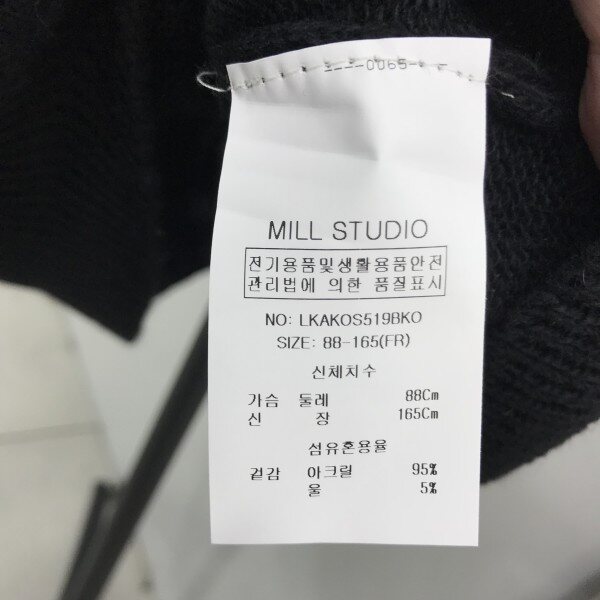 0065
MILL STUDIO
전기용품및생활용품안전
관리법에 의한 품질표시
NO: LKAKOS519BKO
SIZE: 88-165(FR)
신체치수
가슴 둘레 88Cm
신 장 165Cm
섬유혼용율
겉감 아크릴 95%
울 5%